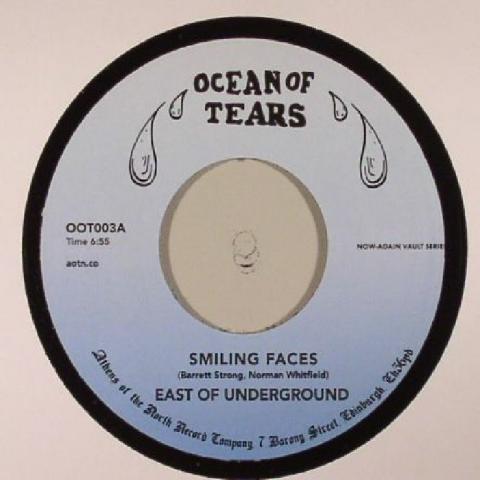 OCEAN OF
TEARS
OOT003A
Time 6:55
aotn.co
NOW-AGAIN VAULT SERIES
SMILING FACES
(Barrett Strong, Norman Whitfield)
EAST OF UNDERGROUND
Athens of the North Record Company, 7 Barony Street, Edinburgh, Eh36pd